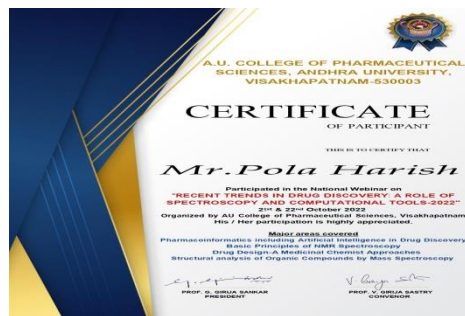 A.U. COLLEGE OF PHARMACEUTICAL
SCIENCES, ANDHRA UNIVERSITY,
VISAKHAPATNAM-530003
CERTIFICATE
OF PARTICIPANT
THIS IS TO CERTIFY THAT
Mr.Pola Harish
Participated in the National Webinar on
"RECENT TRENDS IN DRUG DISCOVERY: A ROLE OF
SPECTROSCOPY AND COMPUTATIONAL TOOLS-2022"
21st & 22nd October 2022
Organized by AU College of Pharmaceutical Sciences, Visakhapatnam
His / Her participation is highly appreciated.
Major areas covered
Pharmacoinformatics including Artificial Intelligence in Drug Discovery
Basic Principles of NMR Spectroscopy
Drug Design-A Medicinal Chemist Approaches
Structural analysis of Organic Compounds by Mass Spectroscopy
PROF. G. GIRIJA SANKAR
PRESIDENT
PROF. V. GIRIJA SASTRY
CONVENOR